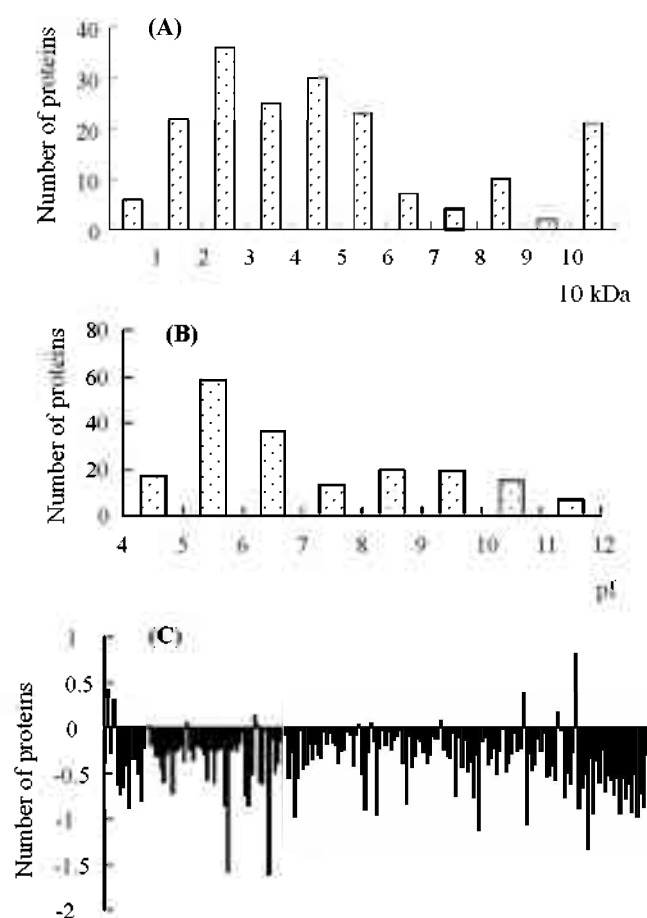 (A)
Number of proteins
40
30
20
10
0
1 2 3 4 5 6 7 8 9 10
10 kDa
(B)
Number of proteins
80
60
40
20
0
4 5 6 7 8 9 10 11 12
pI
(C)
Number of proteins
1
0.5
0
-0.5
-1
-1.5
-2